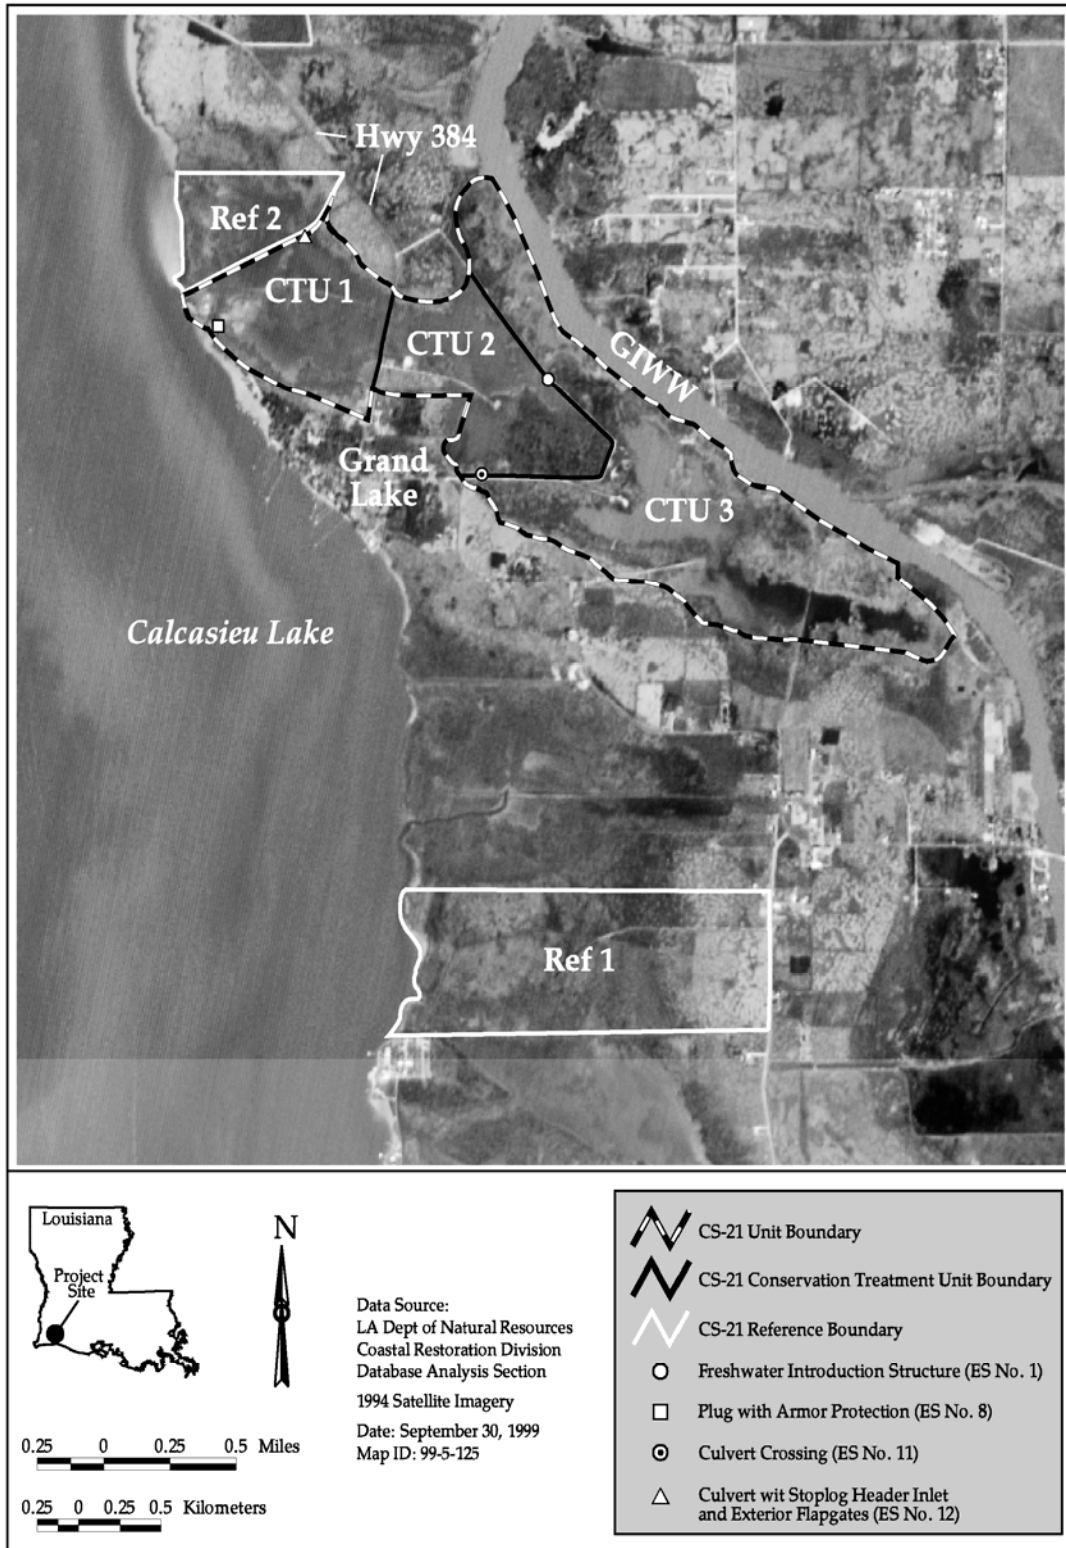 Hwy 384
Ref 2
CTU 1
CTU 2
GIWW
Grand
Lake
CTU 3
Calcasieu Lake
Ref 1
Louisiana
Project
Site
N
Data Source:
LA Dept of Natural Resources
Coastal Restoration Division
Database Analysis Section
1994 Satellite Imagery
Date: September 30, 1999
Map ID: 99-5-125
0.25 0 0.25 0.5 Miles
0.25 0 0.25 0.5 Kilometers
CS-21 Unit Boundary
CS-21 Conservation Treatment Unit Boundary
CS-21 Reference Boundary
Freshwater Introduction Structure (ES No. 1)
Plug with Armor Protection (ES No. 8)
Culvert Crossing (ES No. 11)
Culvert wit Stoplog Header Inlet
and Exterior Flapgates (ES No. 12)